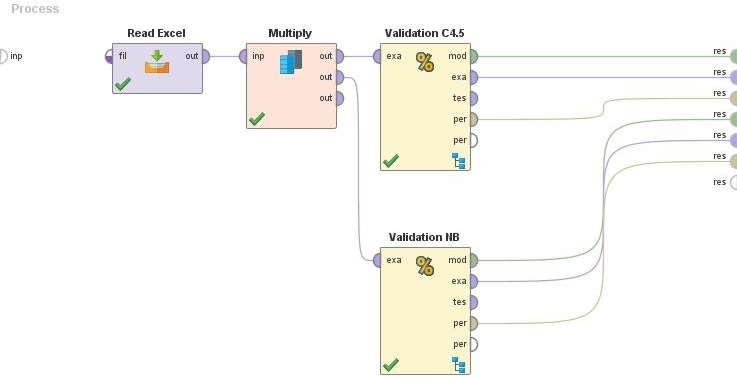 Process
Read Excel
Multiply
Validation C4.5
inp
fil
out
inp
out
out
out
exa
mod
exa
tes
per
per
res
res
res
res
res
res
res
Validation NB
exa
mod
exa
tes
per
per